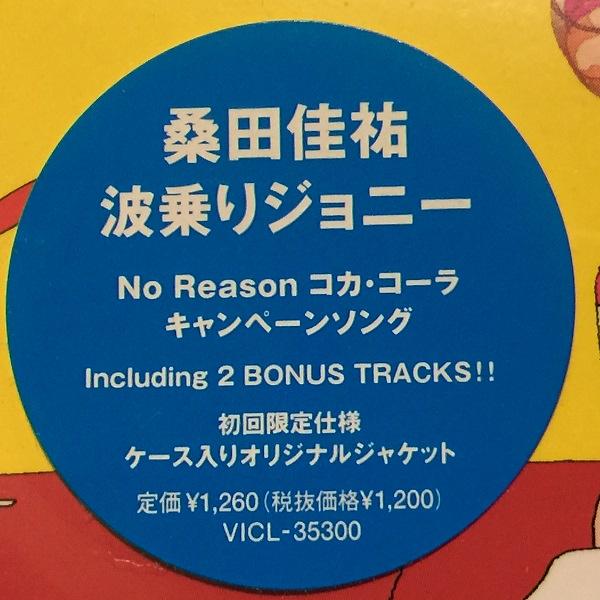 桑田佳祐
波乗りジョニー
No Reason コカ・コーラ
キャンペーンソング
Including 2 BONUS TRACKS!!
初回限定仕様
ケース入りオリジナルジャケット
定価¥1,260(税抜価格¥1,200)
VICL-35300